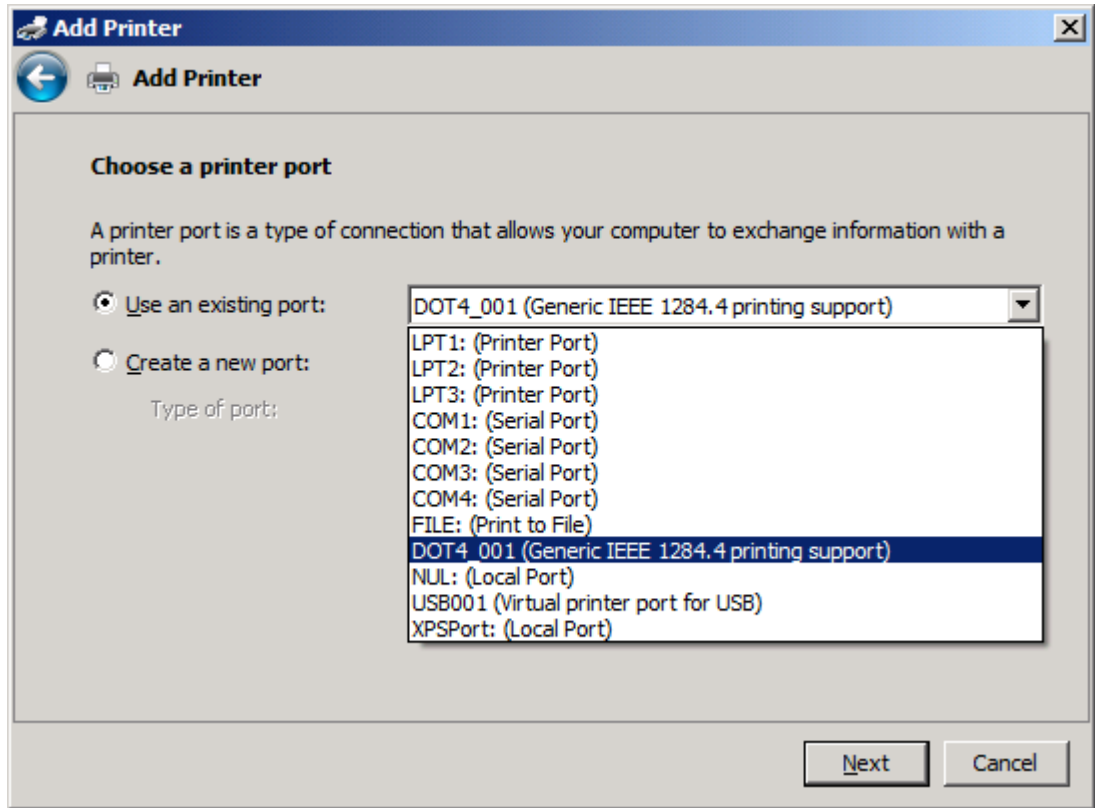 Add Printer
Add Printer
Choose a printer port
A printer port is a type of connection that allows your computer to exchange information with a
printer.
Use an existing port:
DOT4_001 (Generic IEEE 1284.4 printing support)
LPT1: (Printer Port)
LPT2: (Printer Port)
Create a new port:
LPT3: (Printer Port)
Type of port:
COM1: (Serial Port)
COM2: (Serial Port)
COM3: (Serial Port)
COM4: (Serial Port)
FILE: (Print to File)
DOT4_001 (Generic IEEE 1284.4 printing support)
NUL: (Local Port)
USB001 (Virtual printer port for USB)
XPSPort: (Local Port)
Next
Cancel